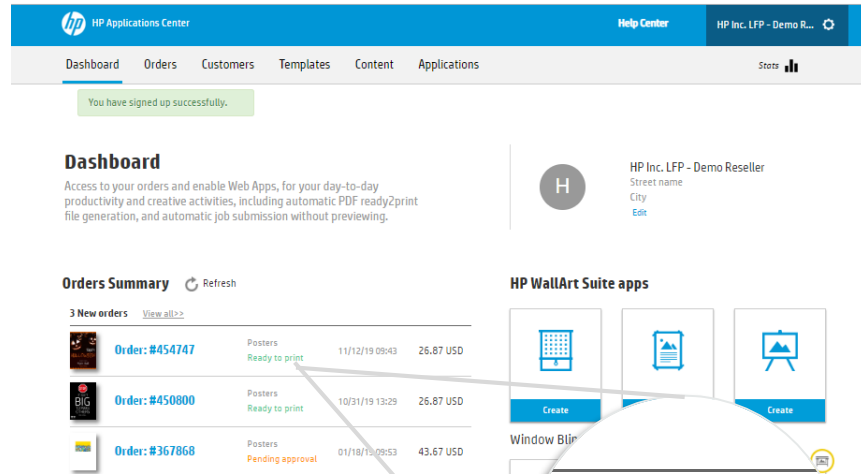 hp HP Applications Center Help Center HP Inc. LFP - Demo R...
Dashboard Orders Customers Templates Content Applications Stats
You have signed up successfully.
Dashboard
Access to your orders and enable Web Apps, for your day-to-day
productivity and creative activities, including automatic PDF ready2print
file generation, and automatic job submission without previewing.
H
HP Inc. LFP - Demo Reseller
Street name
City
Edit
Orders Summary Refresh
3 New orders View all>>
Order: #454747 Posters 11/12/19 09:43 26.87 USD
Ready to print
BIG
Order: #450800 Posters 10/31/19 13:29 26.87 USD
Ready to print
Order: #367868 Posters 01/18/19 09:53 43.67 USD
Pending approval
HP WallArt Suite apps
Create Create
Window